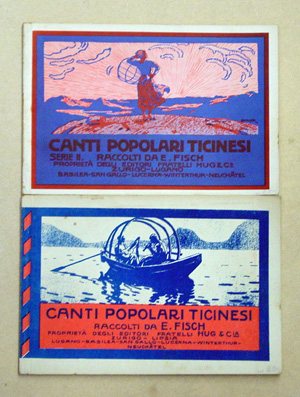 CANTI POPOLARI TICINESI
SERIE II. RACCOLTI DA E. FISCH
PROPRIETÀ DEGLI EDITORI FRATELLI HUG & CI.
ZURIGO-LUGANO
BASILEA-SAN GALLO-LUCERNA-WINTERTHUR-NEUCHÂTEL
CANTI POPOLARI TICINESI
RACCOLTI DA E. FISCH
PROPRIETÀ DEGLI EDITORI FRATELLI HUG & C
ZURIGO - LIPSIA
LUGANO-BASILEA-SAN GALLO-LUCERNA-WINTERTHUR-
NEUCHÂTEL